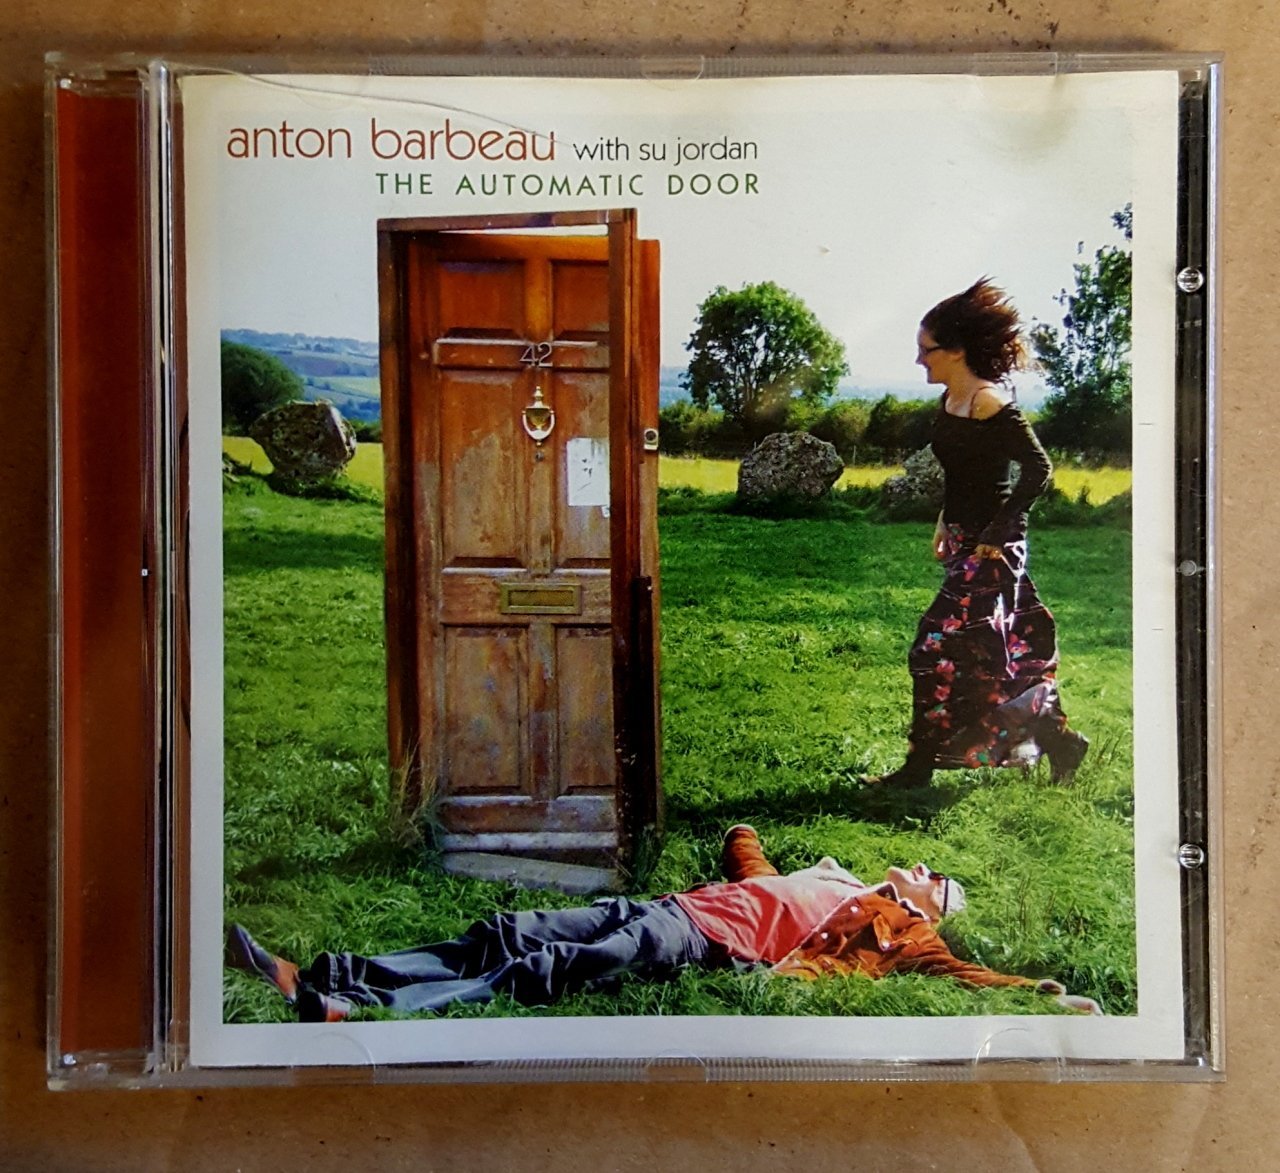 anton barbeau with su jordan
THE AUTOMATIC DOOR
42